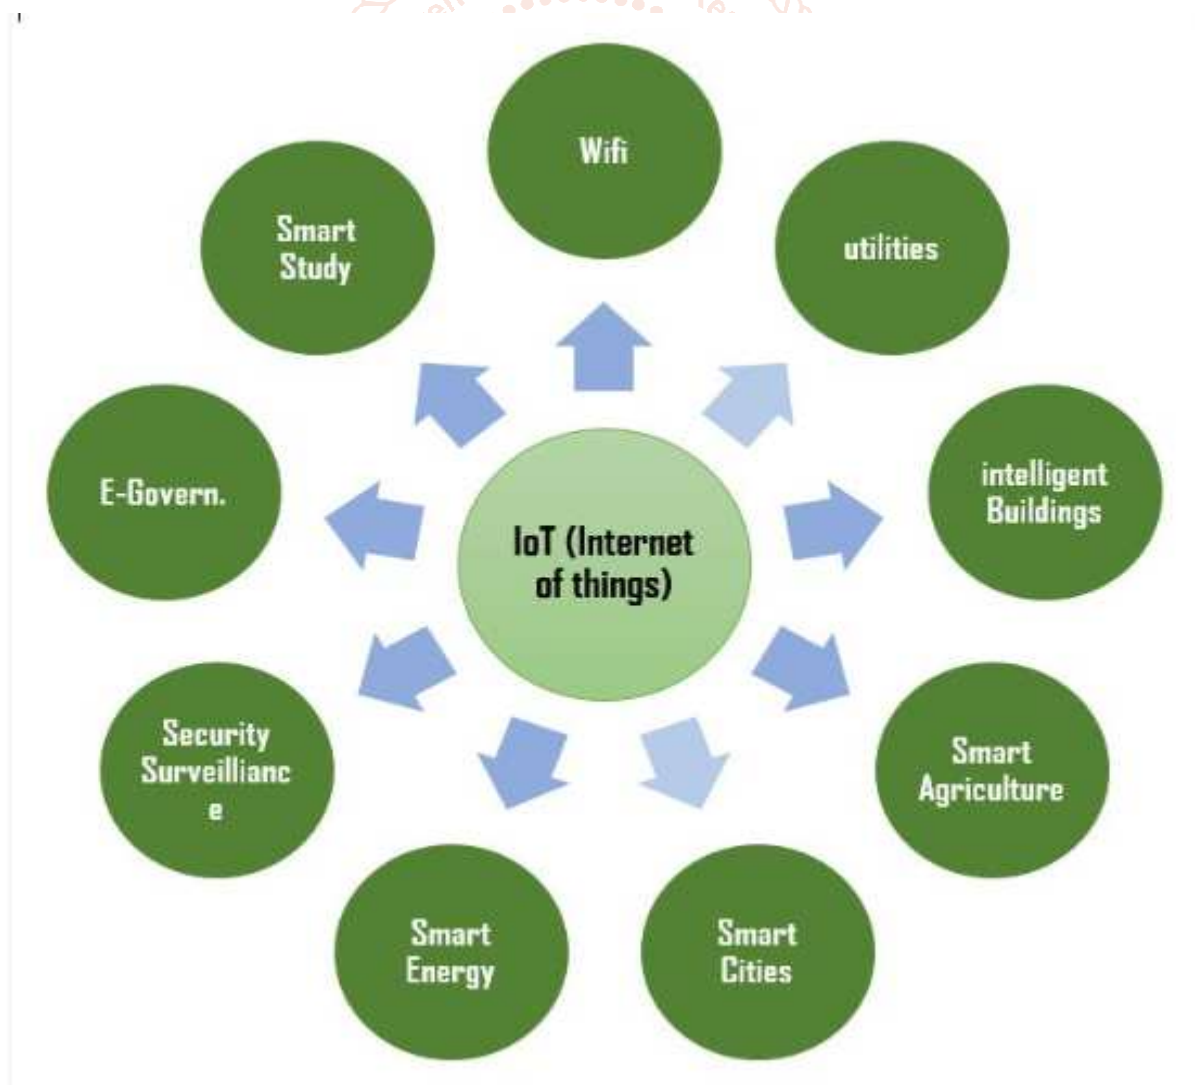 Wifi
utilities
intelligent
Buildings
Smart
Agriculture
Smart
Cities
Smart
Energy
Security
Surveillianc
e
E-Govern.
Smart
Study
IoT (Internet
of things)